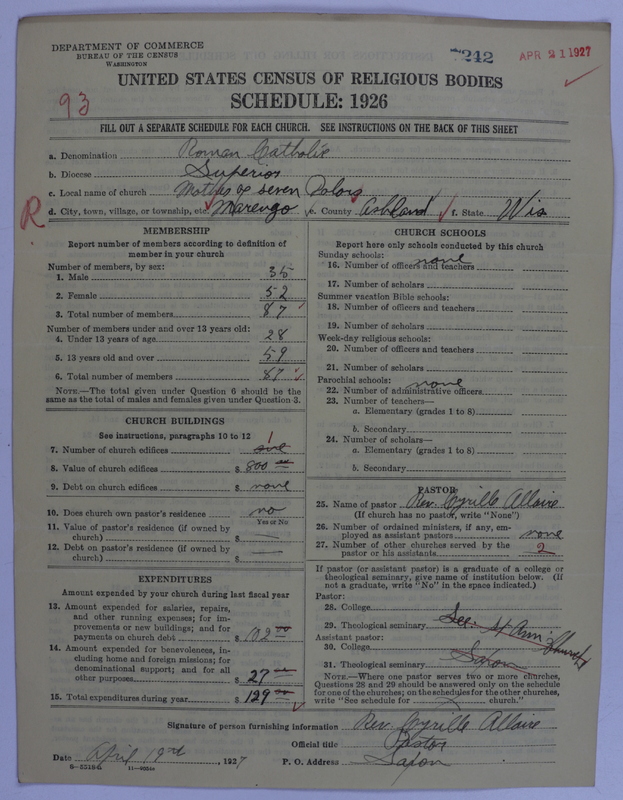 DEPARTMENT OF COMMERCE
BUREAU OF THE CENSUS
WASHINGTON
242
APR 21 1927
UNITED STATES CENSUS OF RELIGIOUS BODIES
SCHEDULE: 1926
93
FILL OUT A SEPARATE SCHEDULE FOR EACH CHURCH. SEE INSTRUCTIONS ON THE BACK OF THIS SHEET
a. Denomination Roman Catholic
b. Diocese Superior
c. Local name of church Mother of seven Dolors
d. City, town, village, or township, etc. Marengo e. County Ashland f. State Wis
R
MEMBERSHIP
Report number of members according to definition of member in your church
Number of members, by sex:
1. Male 35
2. Female 52
3. Total number of members 87
Number of members under and over 13 years old:
4. Under 13 years of age 28
5. 13 years old and over 59
6. Total number of members 87
NOTE.—The total given under Question 6 should be the same as the total of males and females given under Question 3.
CHURCH BUILDINGS
See instructions, paragraphs 10 to 12
7. Number of church edifices one 1
8. Value of church edifices $ 800
9. Debt on church edifices $ none
10. Does church own pastor's residence no
Yes or No
11. Value of pastor's residence (if owned by church) $ —
12. Debt on pastor's residence (if owned by church) $ —
EXPENDITURES
Amount expended by your church during last fiscal year
13. Amount expended for salaries, repairs, and other running expenses; for improvements or new buildings; and for payments on church debt $ 102 00
14. Amount expended for benevolences, including home and foreign missions; for denominational support; and for all other purposes $ 27
15. Total expenditures during year $ 129
CHURCH SCHOOLS
Report here only schools conducted by this church
Sunday schools:
16. Number of officers and teachers none
17. Number of scholars
Summer vacation Bible schools:
18. Number of officers and teachers
19. Number of scholars
Week-day religious schools:
20. Number of officers and teachers
21. Number of scholars
Parochial schools:
22. Number of administrative officers none
23. Number of teachers—
a. Elementary (grades 1 to 8)
b. Secondary
24. Number of scholars—
a. Elementary (grades 1 to 8)
b. Secondary
PASTOR
25. Name of pastor Rev. Cyrille Allaire
(If church has no pastor, write "None")
26. Number of ordained ministers, if any, employed as assistant pastors none
27. Number of other churches served by the pastor or his assistants 2
If pastor (or assistant pastor) is a graduate of a college or theological seminary, give name of institution below. (If not a graduate, write "No" in the space indicated.)
Pastor:
28. College
29. Theological seminary See: St Ann Church
Assistant pastor:
30. College
Saxon
31. Theological seminary
NOTE.—Where one pastor serves two or more churches, Questions 28 and 29 should be answered only on the schedule for one of the churches; on the schedules for the other churches, write "See schedule for church."
Signature of person furnishing information Rev. Cyrille Allaire
Official title Pastor
Date April 19, 1927 P. O. Address Saxon